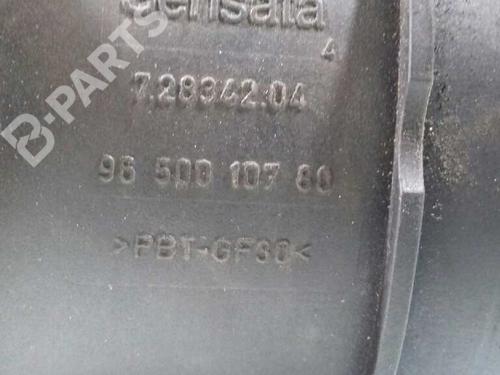 Sensata
4
7.28342.04
96 500 107 80
>PBT-GF30<
B-PARTS